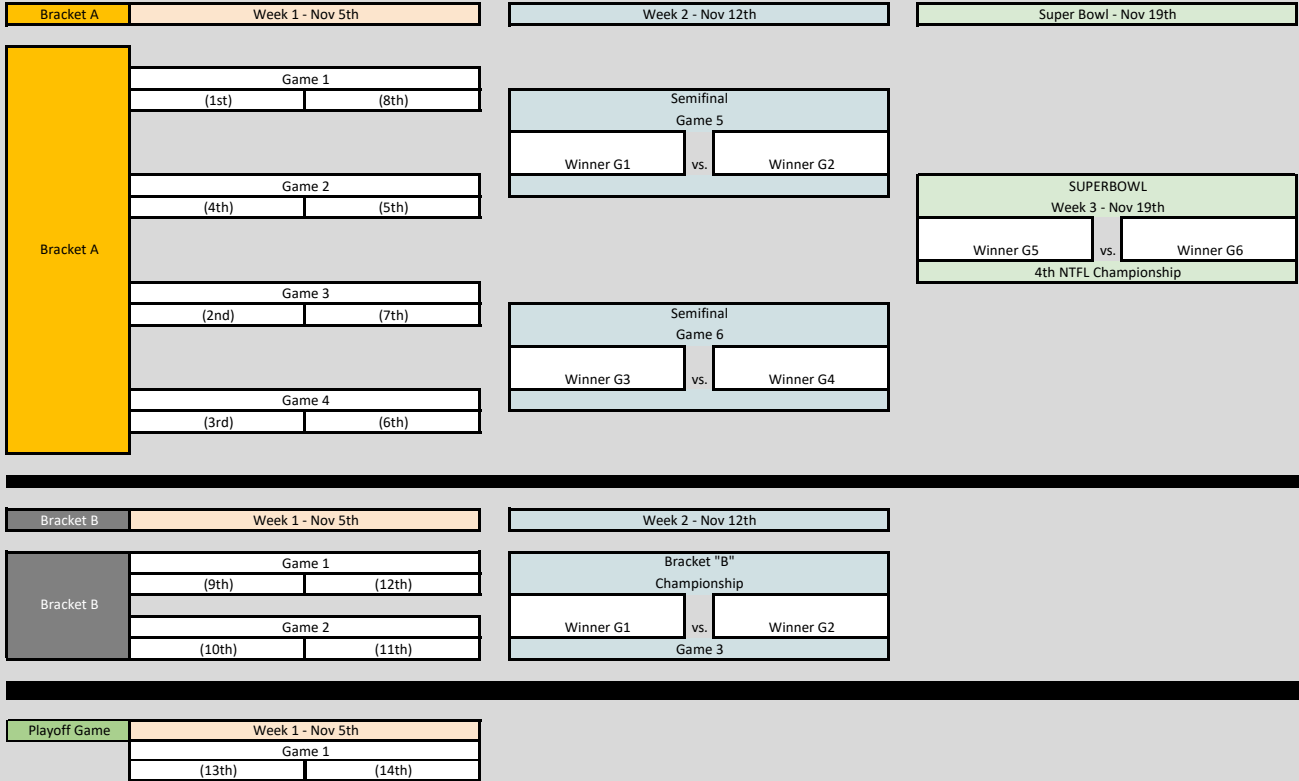 Bracket A Week 1 - Nov 5th Week 2 - Nov 12th Super Bowl - Nov 19th
Game 1
(1st) (8th) Semifinal
Game 5
Winner G1 vs. Winner G2
Game 2 SUPERBOWL
(4th) (5th) Week 3 - Nov 19th
Bracket A Winner G5 vs. Winner G6
4th NTFL Championship
Game 3
(2nd) (7th) Semifinal
Game 6
Winner G3 vs. Winner G4
Game 4
(3rd) (6th)
Bracket B Week 1 - Nov 5th Week 2 - Nov 12th
Game 1 Bracket "B"
(9th) (12th) Championship
Bracket B
Game 2 Winner G1 vs. Winner G2
(10th) (11th) Game 3
Playoff Game Week 1 - Nov 5th
Game 1
(13th) (14th)